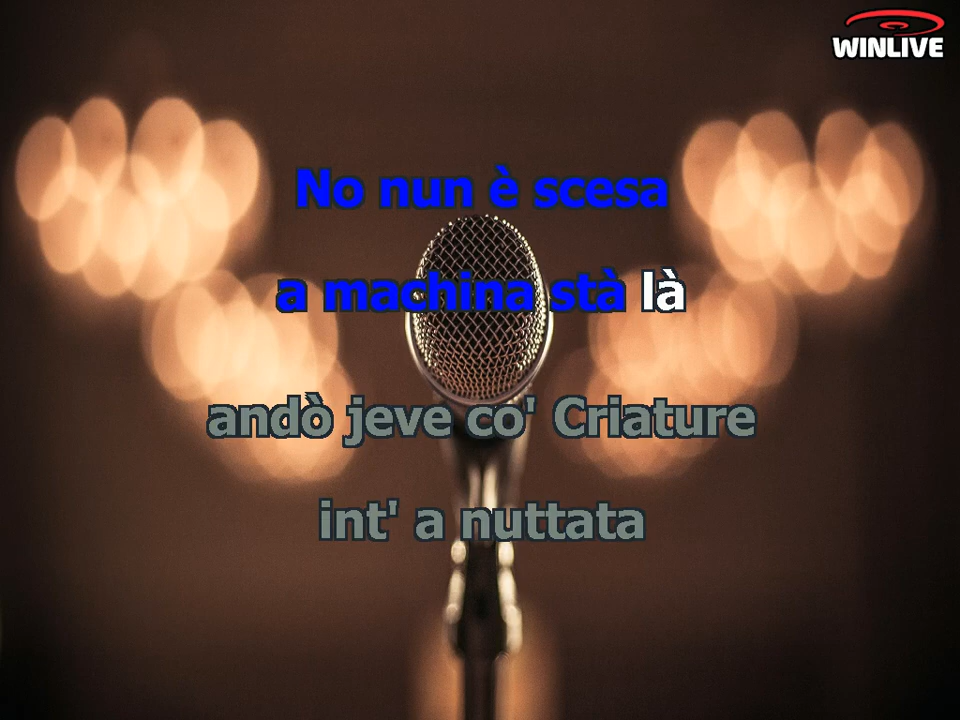 WINLIVE
No nun è scesa
a machina stà là
andò jeve co' Criature
int' a nuttata